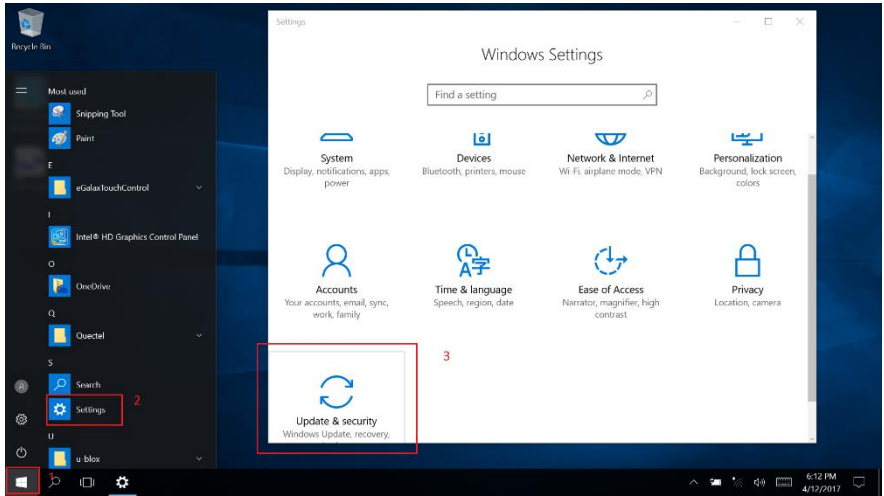 Recycle Bin
Most used
Snipping Tool
Paint
E
eGalaxTouchControl
I
Intel® HD Graphics Control Panel
O
OneDrive
Q
Quectel
S
Search
Settings
2
U
u blox
1
Settings
Windows Settings
Find a setting
System
Display, notifications, apps,
power
Devices
Bluetooth, printers, mouse
Network & Internet
Wi-Fi, airplane mode, VPN
Personalization
Background, lock screen,
colors
Accounts
Your accounts, email, sync,
work, family
A字
Time & language
Speech, region, date
Ease of Access
Narrator, magnifier, high
contrast
Privacy
Location, camera
3
Update & security
Windows Update, recovery,
6:12 PM
4/12/2017